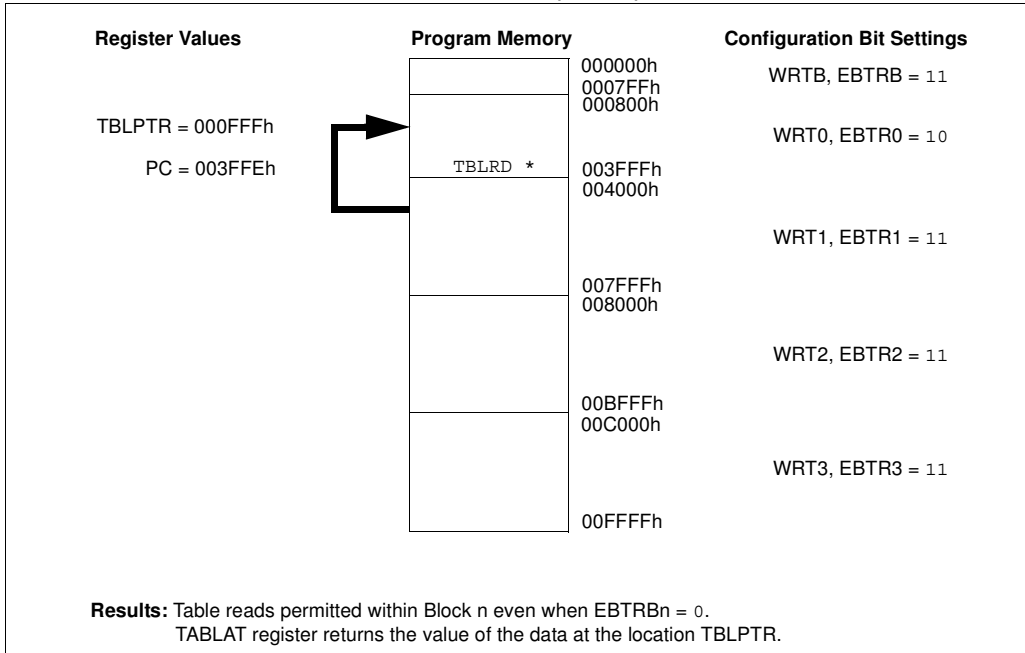 Register Values Program Memory Configuration Bit Settings
000000h
WRTB, EBTRB = 11
0007FFh
000800h
TBLPTR = 000FFFh
WRT0, EBTR0 = 10
PC = 003FFEh
TBLRD *
003FFFh
004000h
WRT1, EBTR1 = 11
007FFFh
008000h
WRT2, EBTR2 = 11
00BFFFh
00C000h
WRT3, EBTR3 = 11
00FFFFh
Results: Table reads permitted within Block n even when EBTRBn = 0.
TABLAT register returns the value of the data at the location TBLPTR.